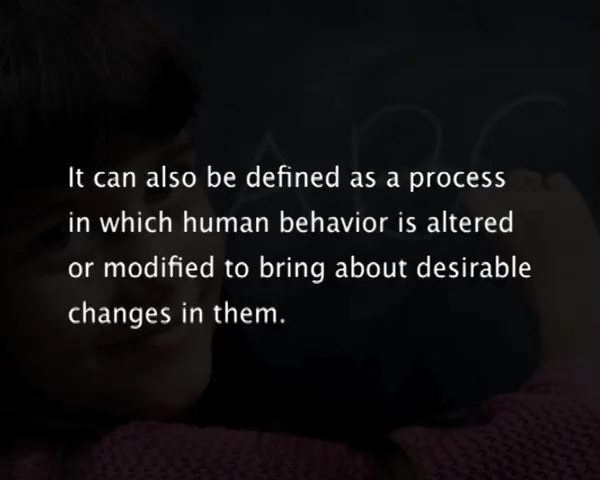 ABC
It can also be defined as a process
in which human behavior is altered
or modified to bring about desirable
changes in them.